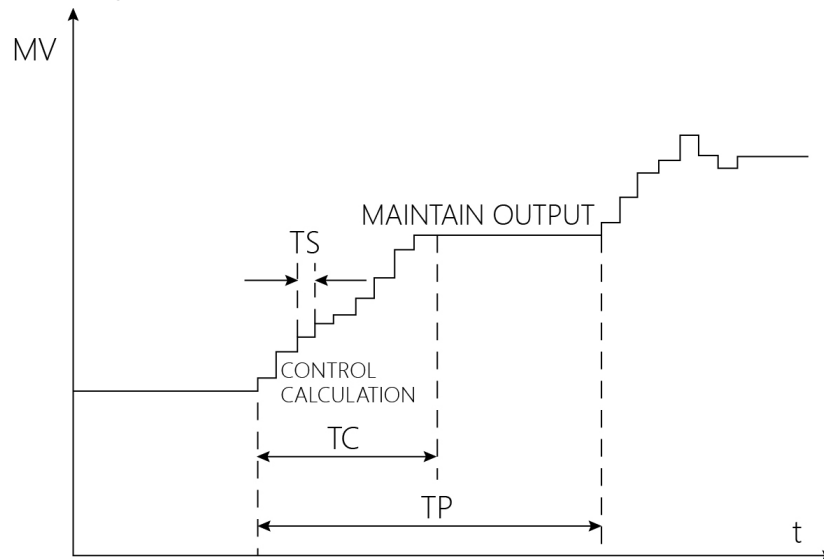 MV
MAINTAIN OUTPUT
TS
CONTROL
CALCULATION
TC
TP
t